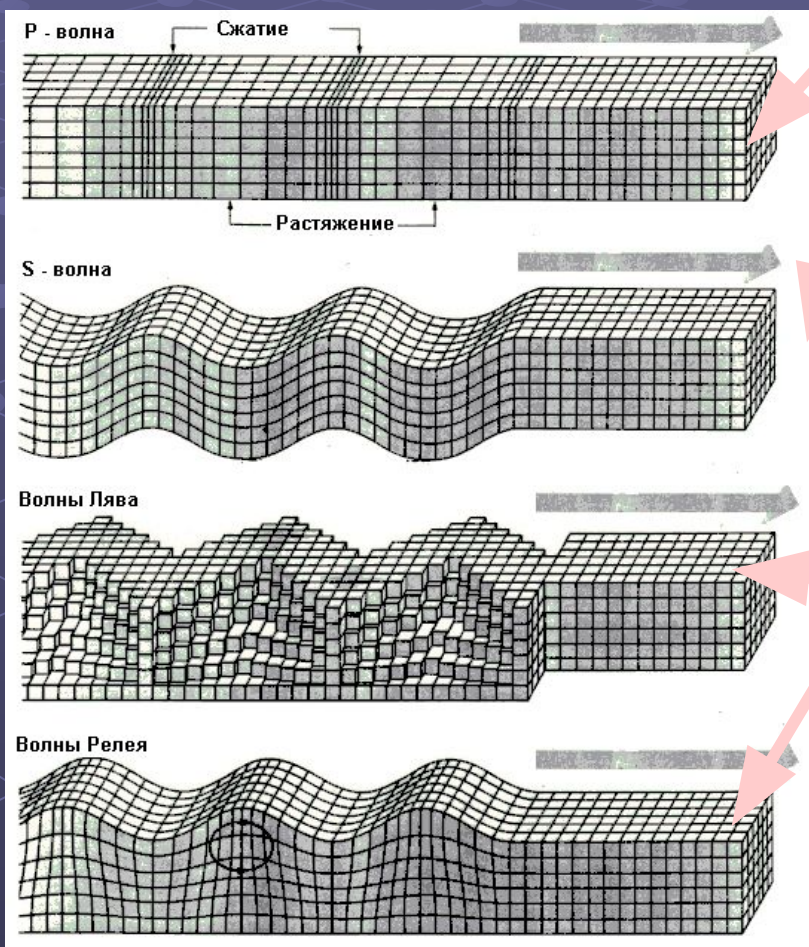 P - волна
Сжатие
Растяжение
S - волна
Волны Лява
Волны Релея